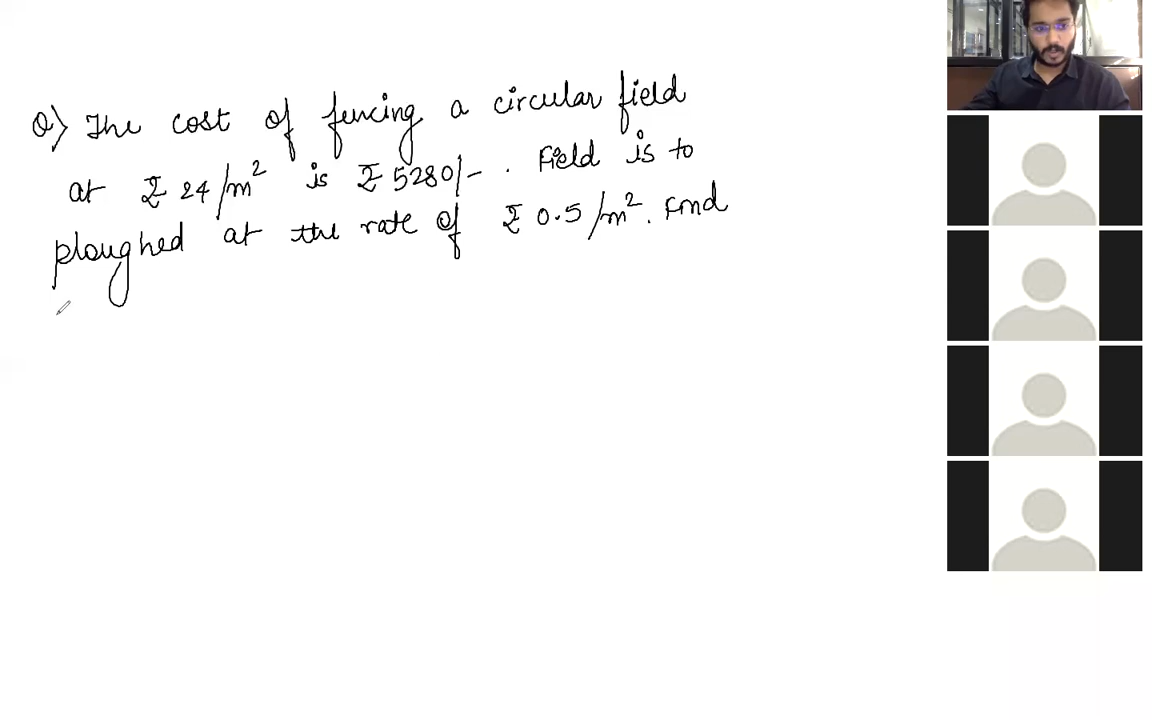 Q) The cost of fencing a circular field
at ₹ 24/m² is ₹ 5280/- . Field is to
ploughed at the rate of ₹ 0.5/m². Find